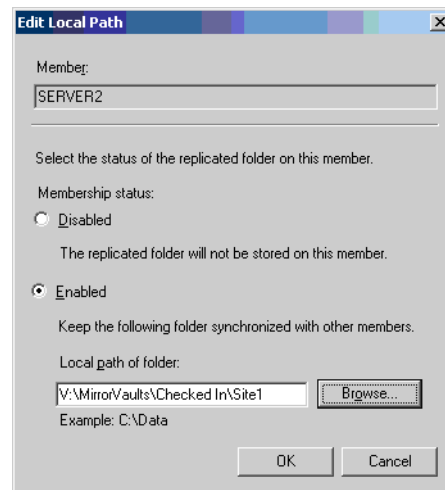 Edit Local Path
Member:
SERVER2
Select the status of the replicated folder on this member.
Membership status:
Disabled
The replicated folder will not be stored on this member.
Enabled
Keep the following folder synchronized with other members.
Local path of folder:
V:\MirrorVaults\Checked In\Site1 Browse...
Example: C:\Data
OK Cancel